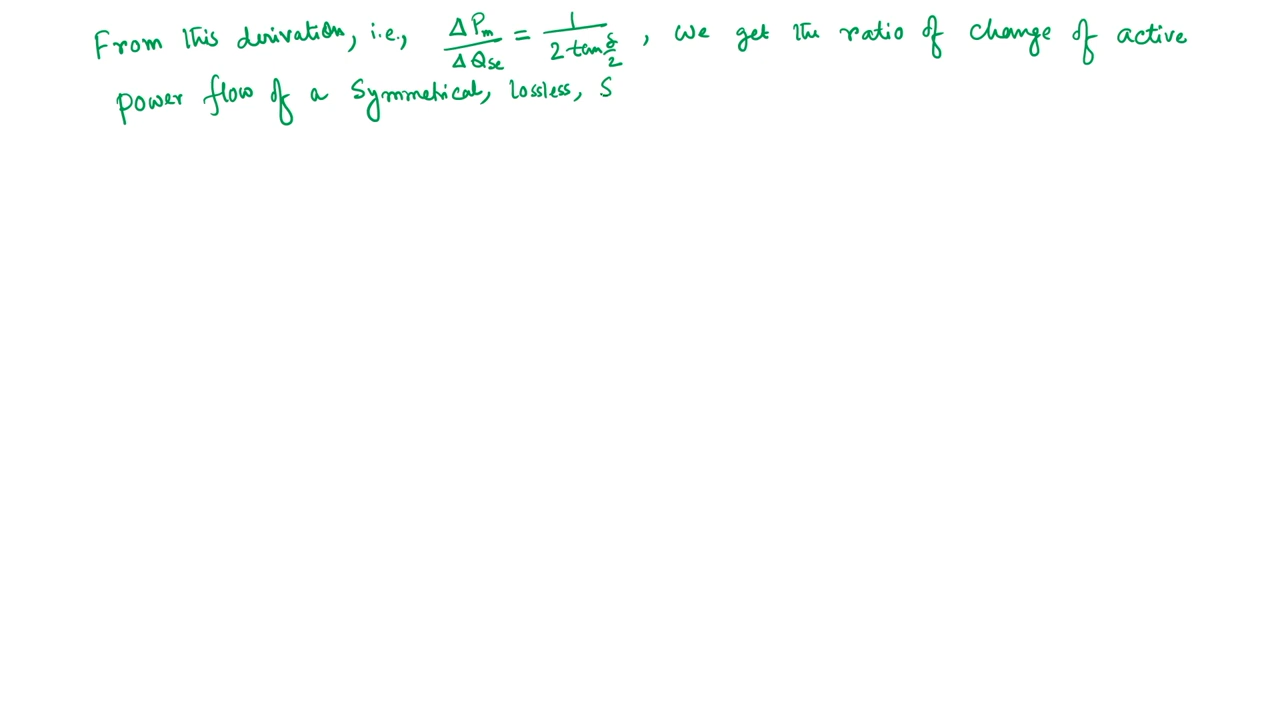 From this derivation, i.e., ΔPm/ΔQse = 1/(2 tan δ/2), we get the ratio of change of active
power flow of a symmetrical, lossless, S